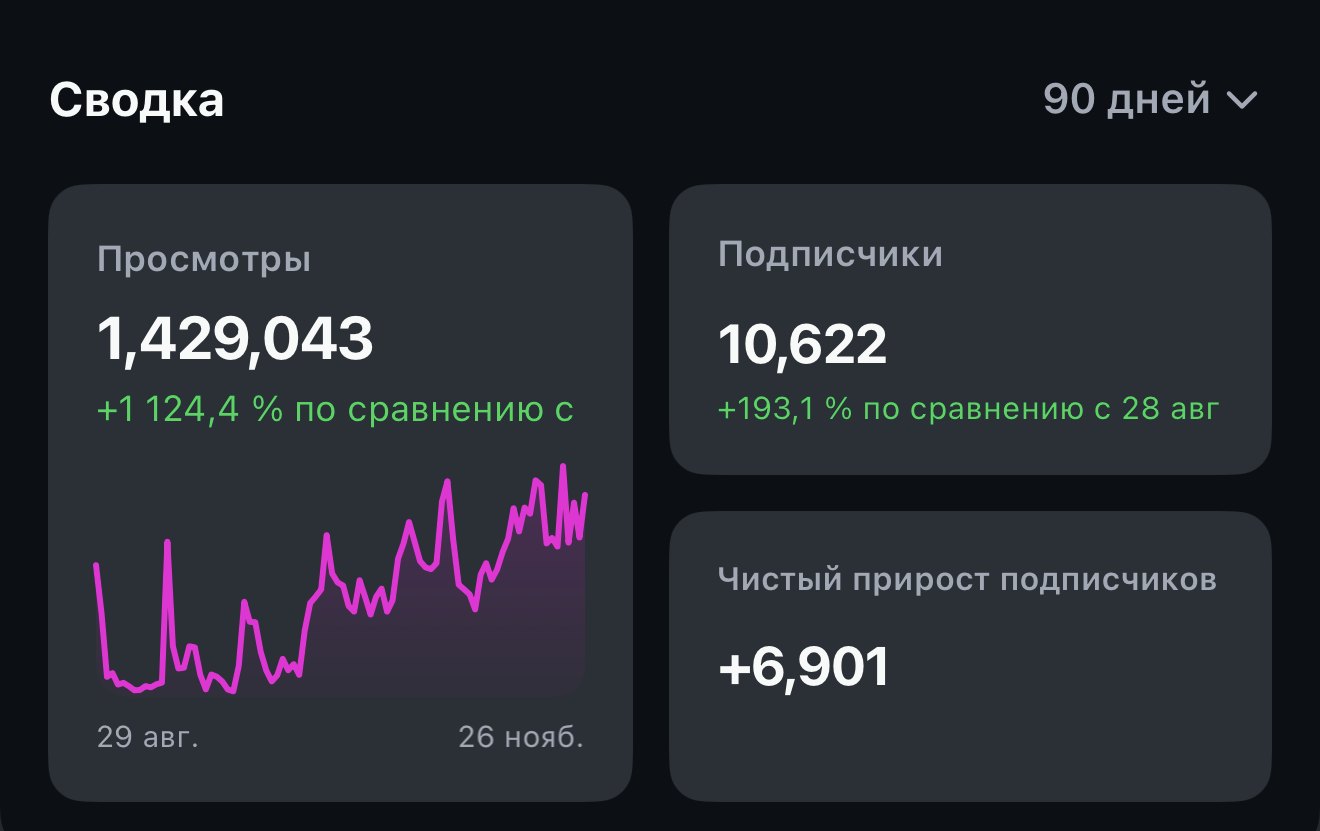 Сводка
90 дней
Просмотры
1,429,043
+1 124,4 % по сравнению с
29 авг.
26 нояб.
Подписчики
10,622
+193,1 % по сравнению с 28 авг
Чистый прирост подписчиков
+6,901